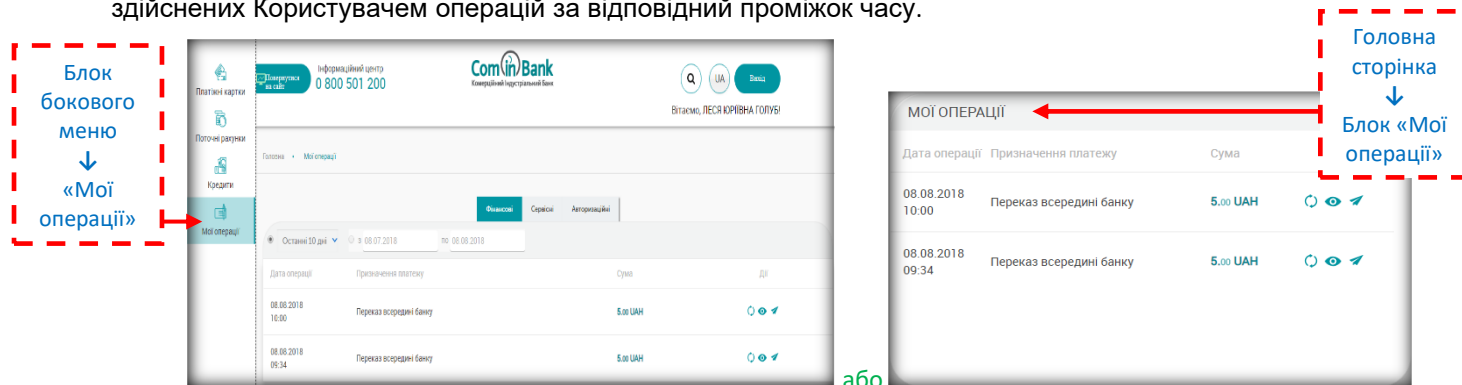 здійснених Користувачем операцій за відповідний проміжок часу.
Блок
бокового
меню
↓
«Мої
операції»
Платіжні картки
Поточні рахунки
Кредити
Мої операції
Повернутися
на сайт
Інформаційний центр
0 800 501 200
ComInBank
Комерційний Індустріальний Банк
UA
Вихід
Вітаємо, ЛЕСЯ ЮРІЇВНА ГОЛУБ!
Головна › Мої операції
Фінансові Сервісні Авторизаційні
Останні 10 дні з 08.07.2018 по 08.08.2018
Дата операції Призначення платежу Сума Дії
08.08.2018
10:00
Переказ всередині банку 5.00 UAH
08.08.2018
09:34
Переказ всередині банку 5.00 UAH
або
МОЇ ОПЕРАЦІЇ
Дата операції Призначення платежу Сума
08.08.2018
10:00
Переказ всередині банку 5.00 UAH
08.08.2018
09:34
Переказ всередині банку 5.00 UAH
Головна
сторінка
↓
Блок «Мої
операції»